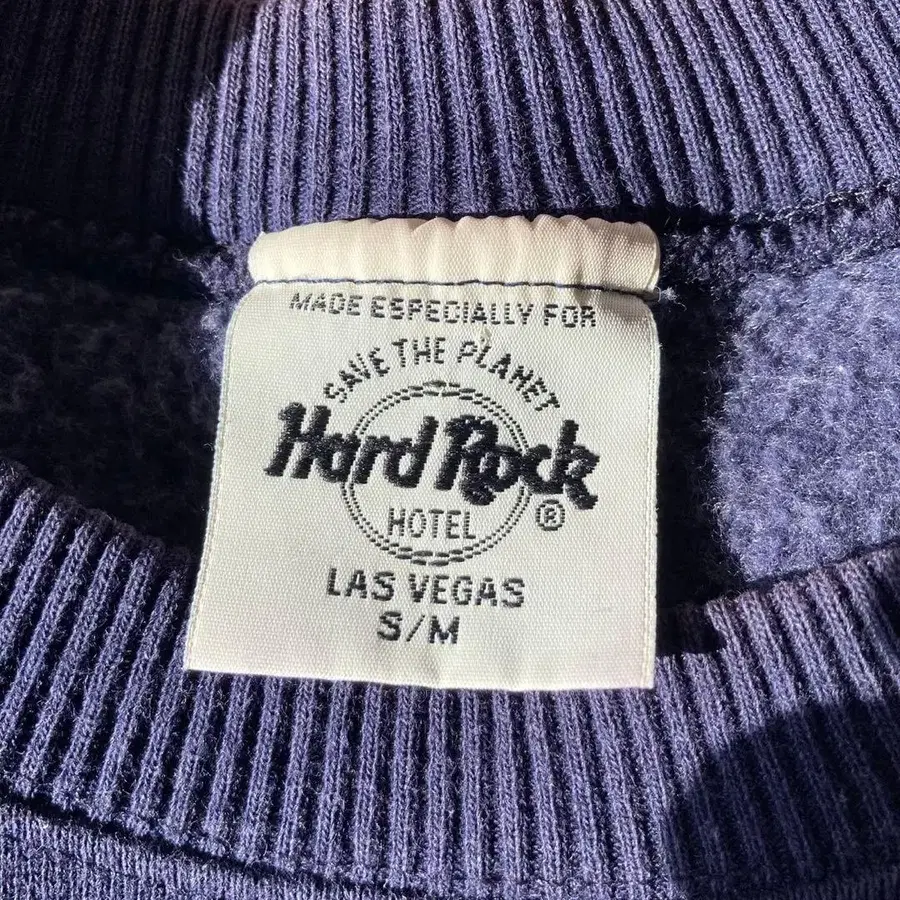 MADE ESPECIALLY FOR
SAVE THE PLANET
Hard Rock
HOTEL ®
LAS VEGAS
S/M